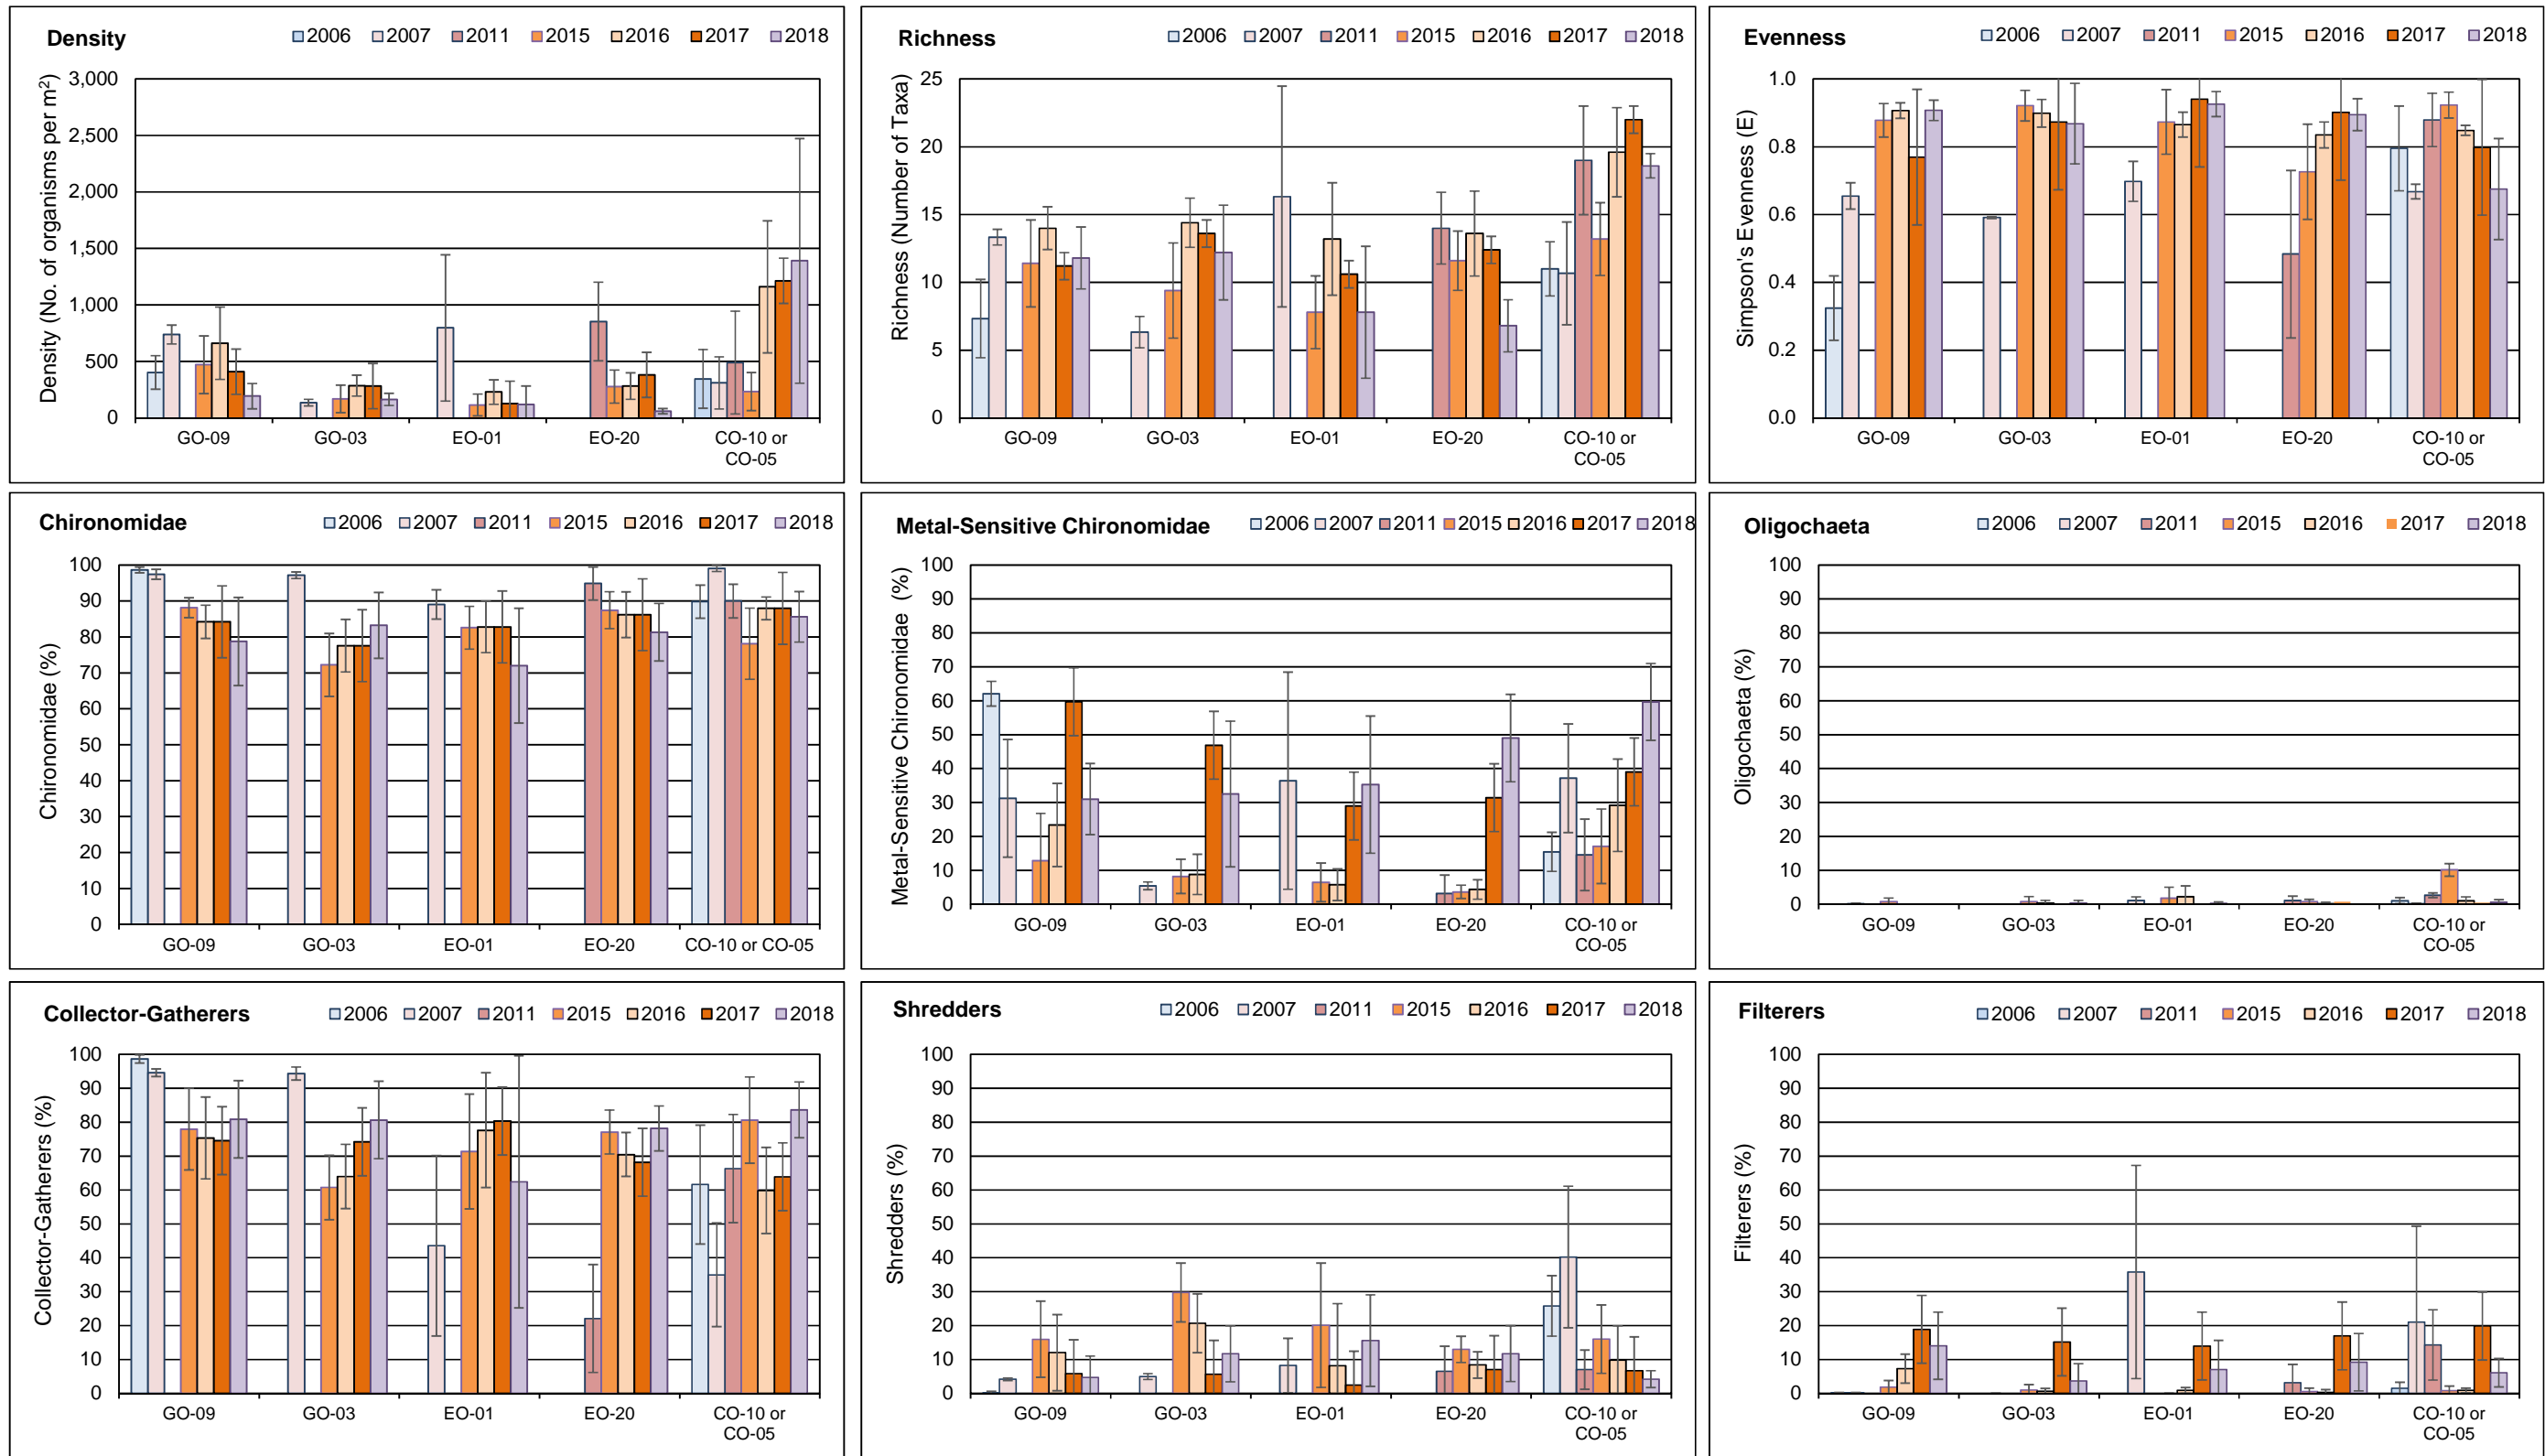 Density
2006 2007 2011 2015 2016 2017 2018
Density (No. of organisms per m²)
3,000
2,500
2,000
1,500
1,000
500
0
GO-09 GO-03 EO-01 EO-20 CO-10 or
CO-05
Richness
2006 2007 2011 2015 2016 2017 2018
Richness (Number of Taxa)
25
20
15
10
5
0
GO-09 GO-03 EO-01 EO-20 CO-10 or
CO-05
Evenness
2006 2007 2011 2015 2016 2017 2018
Simpson's Evenness (E)
1.0
0.8
0.6
0.4
0.2
0.0
GO-09 GO-03 EO-01 EO-20 CO-10 or
CO-05
Chironomidae
2006 2007 2011 2015 2016 2017 2018
Chironomidae (%)
100
90
80
70
60
50
40
30
20
10
0
GO-09 GO-03 EO-01 EO-20 CO-10 or CO-05
Metal-Sensitive Chironomidae
2006 2007 2011 2015 2016 2017 2018
Metal-Sensitive Chironomidae (%)
100
90
80
70
60
50
40
30
20
10
0
GO-09 GO-03 EO-01 EO-20 CO-10 or
CO-05
Oligochaeta
2006 2007 2011 2015 2016 2017 2018
Oligochaeta (%)
100
90
80
70
60
50
40
30
20
10
0
GO-09 GO-03 EO-01 EO-20 CO-10 or
CO-05
Collector-Gatherers
2006 2007 2011 2015 2016 2017 2018
Collector-Gatherers (%)
100
90
80
70
60
50
40
30
20
10
0
GO-09 GO-03 EO-01 EO-20 CO-10 or
CO-05
Shredders
2006 2007 2011 2015 2016 2017 2018
Shredders (%)
100
90
80
70
60
50
40
30
20
10
0
GO-09 GO-03 EO-01 EO-20 CO-10 or
CO-05
Filterers
2006 2007 2011 2015 2016 2017 2018
Filterers (%)
100
90
80
70
60
50
40
30
20
10
0
GO-09 GO-03 EO-01 EO-20 CO-10 or
CO-05